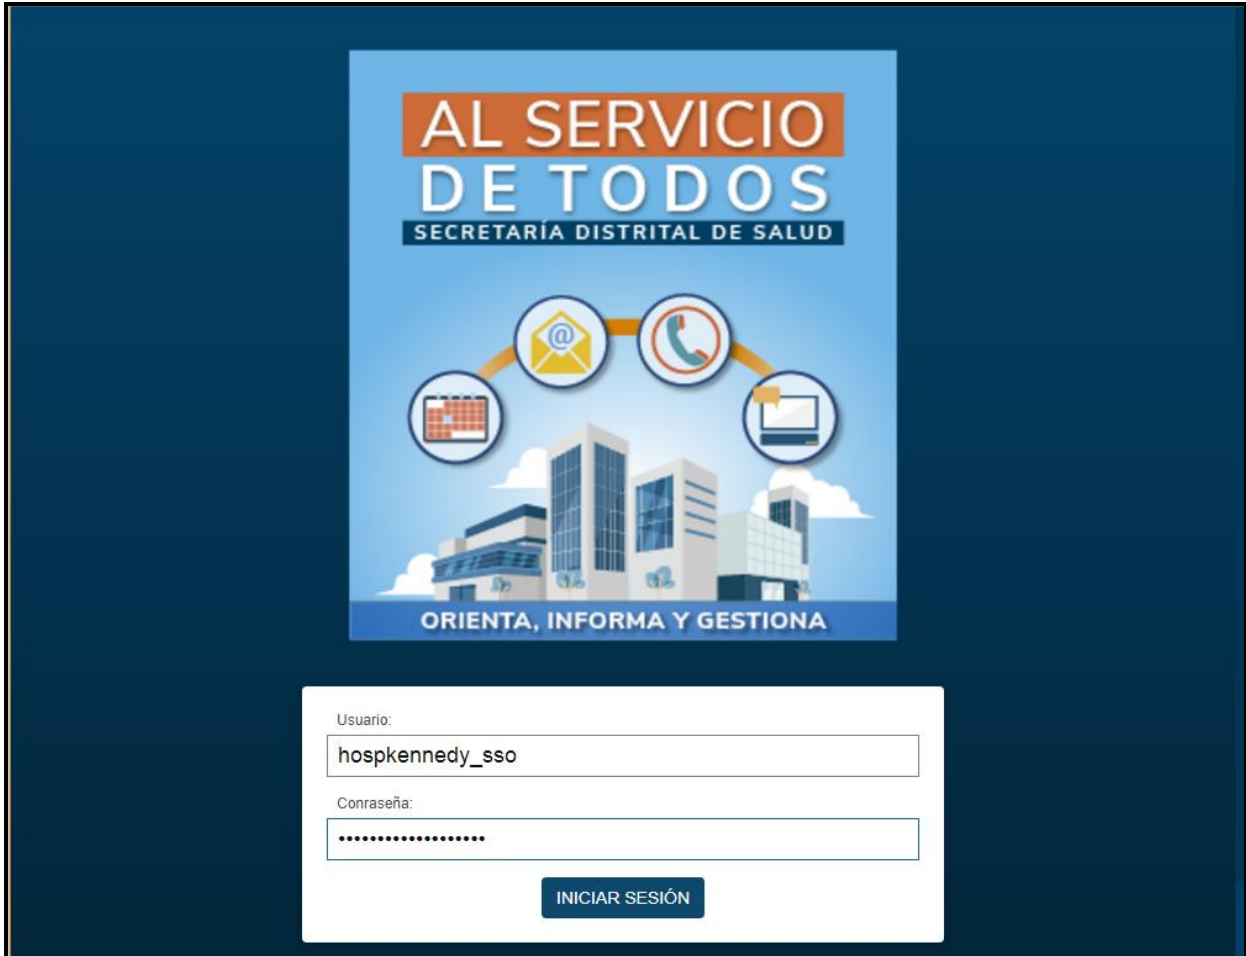 AL SERVICIO
DE TODOS
SECRETARÍA DISTRITAL DE SALUD
@
ORIENTA, INFORMA Y GESTIONA
Usuario:
hospkennedy_sso
Conraseña:
•••••••••••••••••••
INICIAR SESIÓN